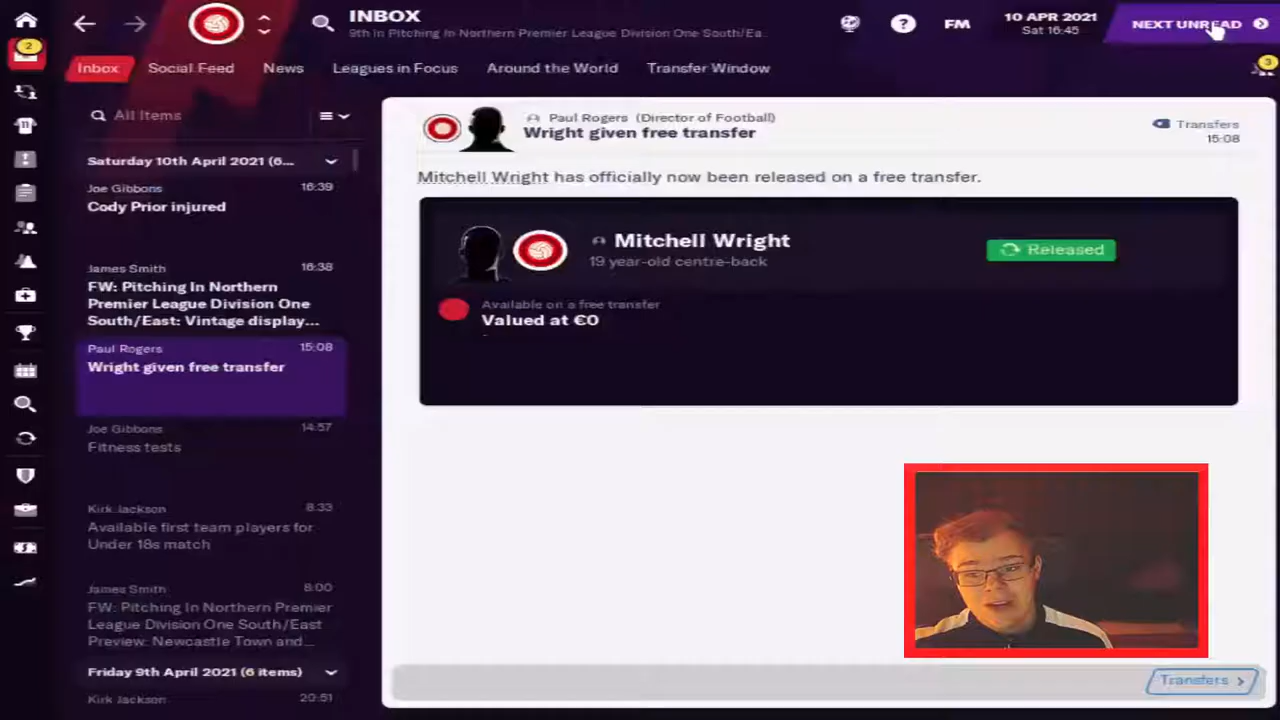 INBOX
9th in Pitching In Northern Premier League Division One South/Ea...
FM
10 APR 2021
Sat 16:45
NEXT UNREAD
2
3
Inbox
Social Feed
News
Leagues in Focus
Around the World
Transfer Window
All Items
Saturday 10th April 2021 (6...
Joe Gibbons 16:39
Cody Prior injured
James Smith 16:38
FW: Pitching In Northern
Premier League Division One
South/East: Vintage display...
Paul Rogers 15:08
Wright given free transfer
Joe Gibbons 14:57
Fitness tests
Kirk Jackson 8:33
Available first team players for
Under 18s match
James Smith 8:00
FW: Pitching In Northern Premier
League Division One South/East
Preview: Newcastle Town and...
Friday 9th April 2021 (6 items)
Kirk Jackson 20:51
Paul Rogers (Director of Football)
Wright given free transfer
Transfers
15:08
Mitchell Wright has officially now been released on a free transfer.
Mitchell Wright
19 year-old centre-back
Released
Available on a free transfer
Valued at €0
Transfers